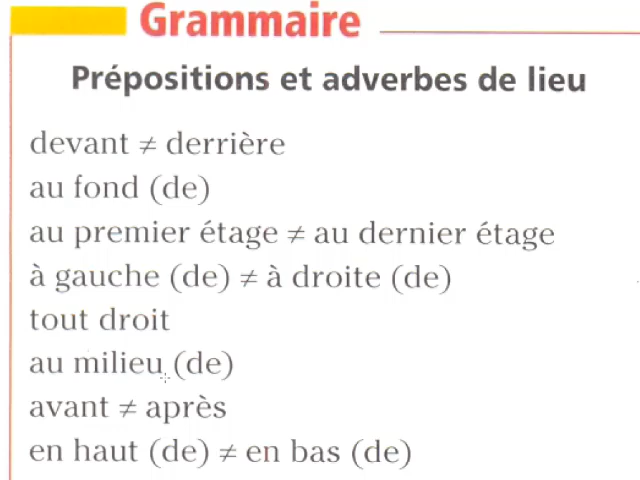 Grammaire
Prépositions et adverbes de lieu
devant ≠ derrière
au fond (de)
au premier étage ≠ au dernier étage
à gauche (de) ≠ à droite (de)
tout droit
au milieu (de)
avant ≠ après
en haut (de) ≠ en bas (de)